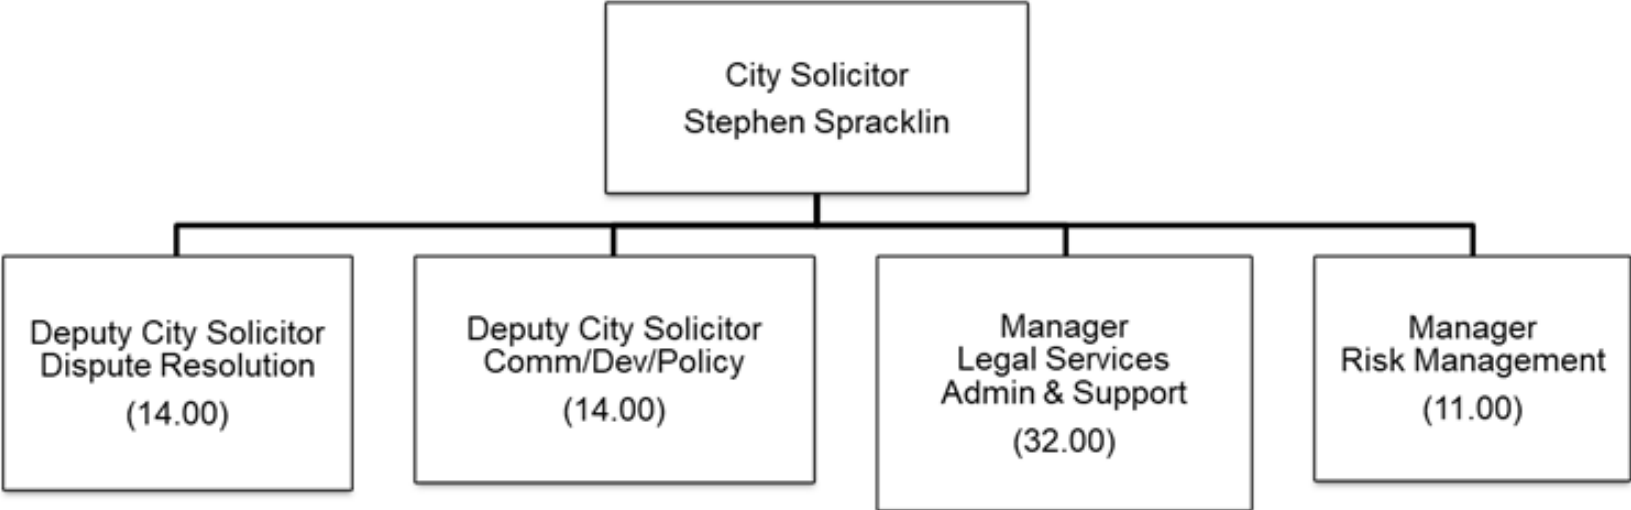 City Solicitor
Stephen Spracklin
Deputy City Solicitor
Dispute Resolution
(14.00)
Deputy City Solicitor
Comm/Dev/Policy
(14.00)
Manager
Legal Services
Admin & Support
(32.00)
Manager
Risk Management
(11.00)